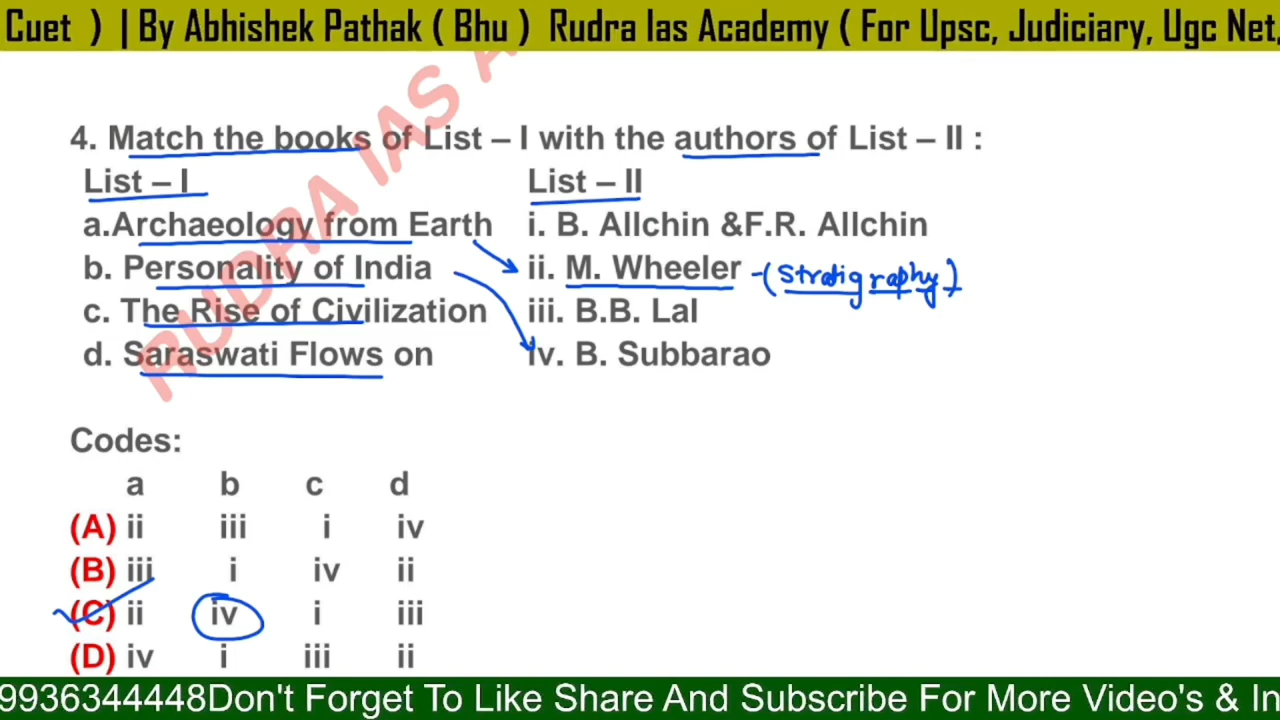 Cuet ) | By Abhishek Pathak ( Bhu ) Rudra Ias Academy ( For Upsc, Judiciary, Ugc Net,
RUDRA IAS A
4. Match the books of List – I with the authors of List – II :
List – I List – II
a.Archaeology from Earth i. B. Allchin &F.R. Allchin
b. Personality of India ii. M. Wheeler -(Stratigraphy)
c. The Rise of Civilization iii. B.B. Lal
d. Saraswati Flows on iv. B. Subbarao
Codes:
a b c d
(A) ii iii i iv
(B) iii i iv ii
(C) ii iv i iii
(D) iv i iii ii
9936344448Don't Forget To Like Share And Subscribe For More Video's & In